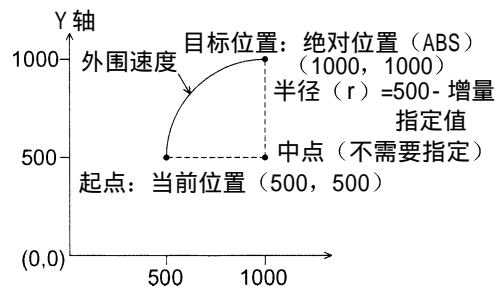 Y轴
1000
目标位置：绝对位置（ABS）
（1000，1000）
外围速度
半径（r）=500-增量
指定值
500
中点（不需要指定）
起点：当前位置（500，500）
(0,0)
500
1000